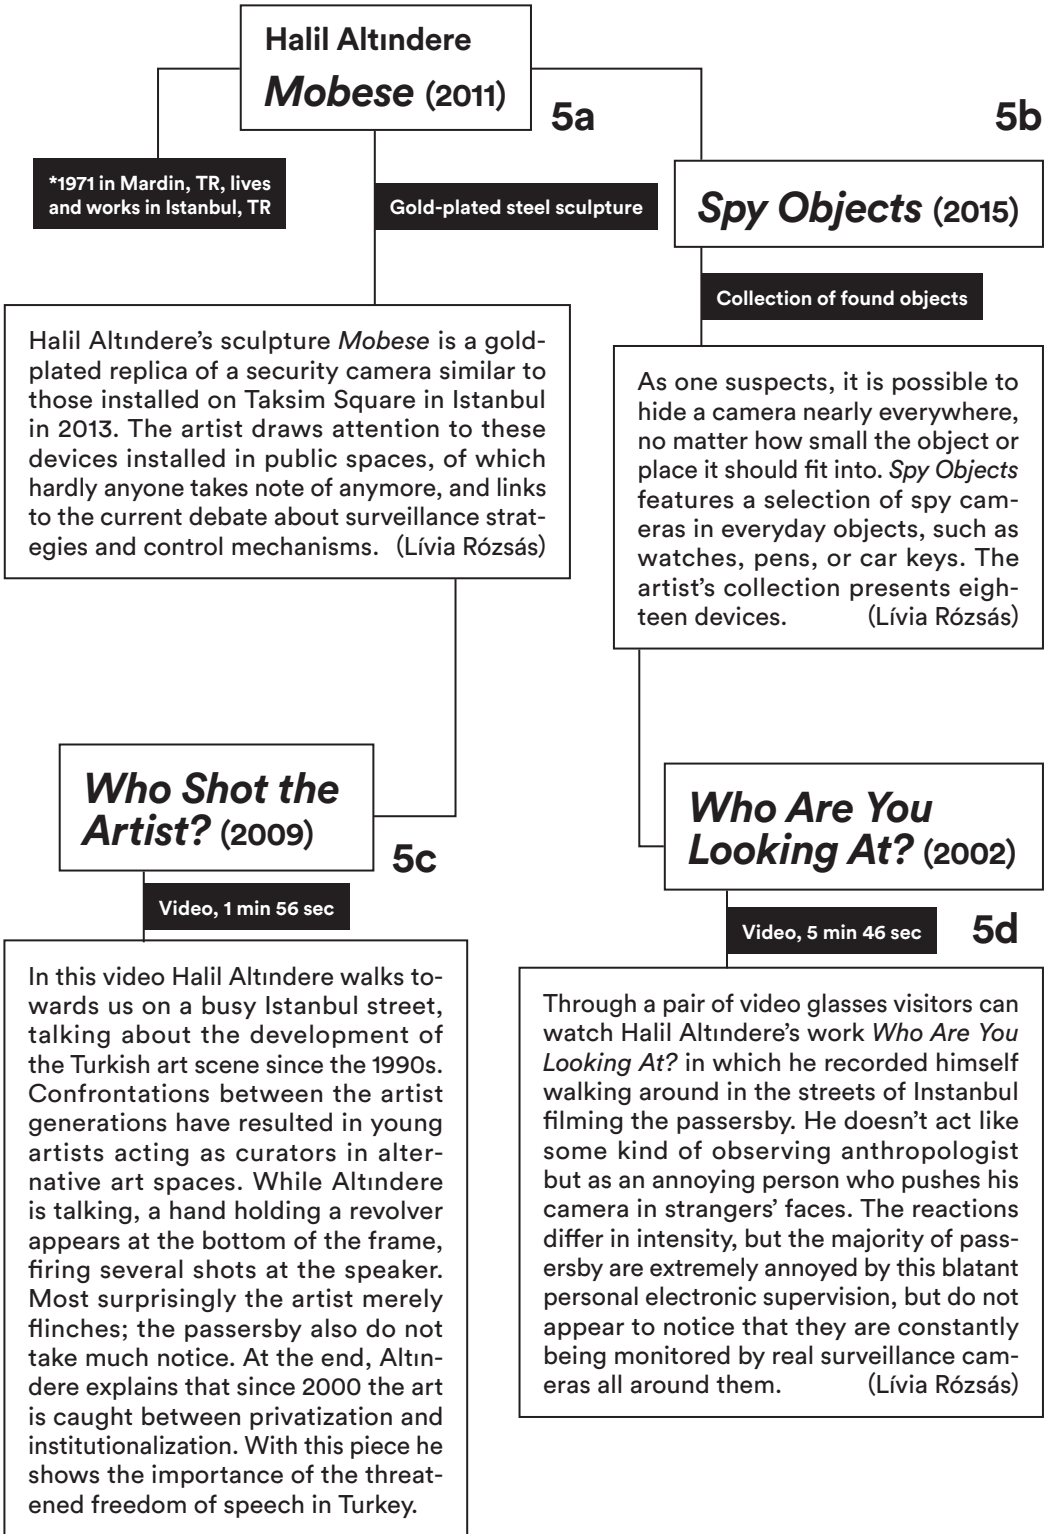 Halil Altındere
Mobese (2011)
5a
*1971 in Mardin, TR, lives
and works in Istanbul, TR
Gold-plated steel sculpture
Halil Altındere’s sculpture Mobese is a gold-
plated replica of a security camera similar to
those installed on Taksim Square in Istanbul
in 2013. The artist draws attention to these
devices installed in public spaces, of which
hardly anyone takes note of anymore, and links
to the current debate about surveillance strat-
egies and control mechanisms. (Lívia Rózsás)
5b
Spy Objects (2015)
Collection of found objects
As one suspects, it is possible to
hide a camera nearly everywhere,
no matter how small the object or
place it should fit into. Spy Objects
features a selection of spy cam-
eras in everyday objects, such as
watches, pens, or car keys. The
artist’s collection presents eigh-
teen devices. (Lívia Rózsás)
Who Shot the
Artist? (2009)
5c
Video, 1 min 56 sec
In this video Halil Altındere walks to-
wards us on a busy Istanbul street,
talking about the development of
the Turkish art scene since the 1990s.
Confrontations between the artist
generations have resulted in young
artists acting as curators in alter-
native art spaces. While Altındere
is talking, a hand holding a revolver
appears at the bottom of the frame,
firing several shots at the speaker.
Most surprisingly the artist merely
flinches; the passersby also do not
take much notice. At the end, Altın-
dere explains that since 2000 the art
is caught between privatization and
institutionalization. With this piece he
shows the importance of the threat-
ened freedom of speech in Turkey.
Who Are You
Looking At? (2002)
Video, 5 min 46 sec
5d
Through a pair of video glasses visitors can
watch Halil Altındere’s work Who Are You
Looking At? in which he recorded himself
walking around in the streets of Instanbul
filming the passersby. He doesn’t act like
some kind of observing anthropologist
but as an annoying person who pushes his
camera in strangers’ faces. The reactions
differ in intensity, but the majority of pass-
ersby are extremely annoyed by this blatant
personal electronic supervision, but do not
appear to notice that they are constantly
being monitored by real surveillance cam-
eras all around them. (Lívia Rózsás)